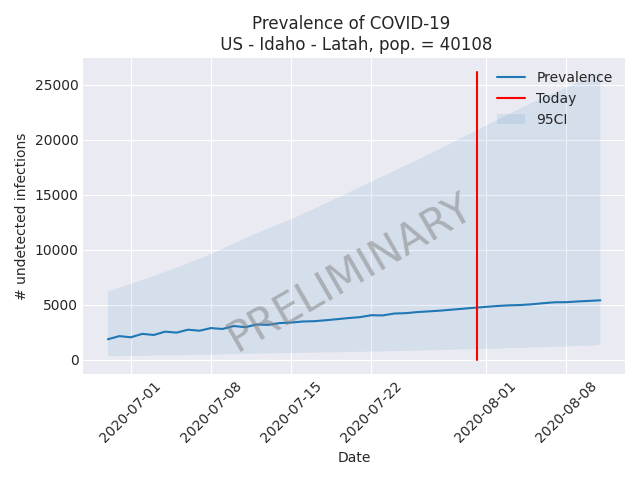 Prevalence of COVID-19
US - Idaho - Latah, pop. = 40108
# undetected infections
25000
20000
15000
10000
5000
0
Prevalence
Today
95CI
PRELIMINARY
2020-07-01
2020-07-08
2020-07-15
2020-07-22
2020-08-01
2020-08-08
Date